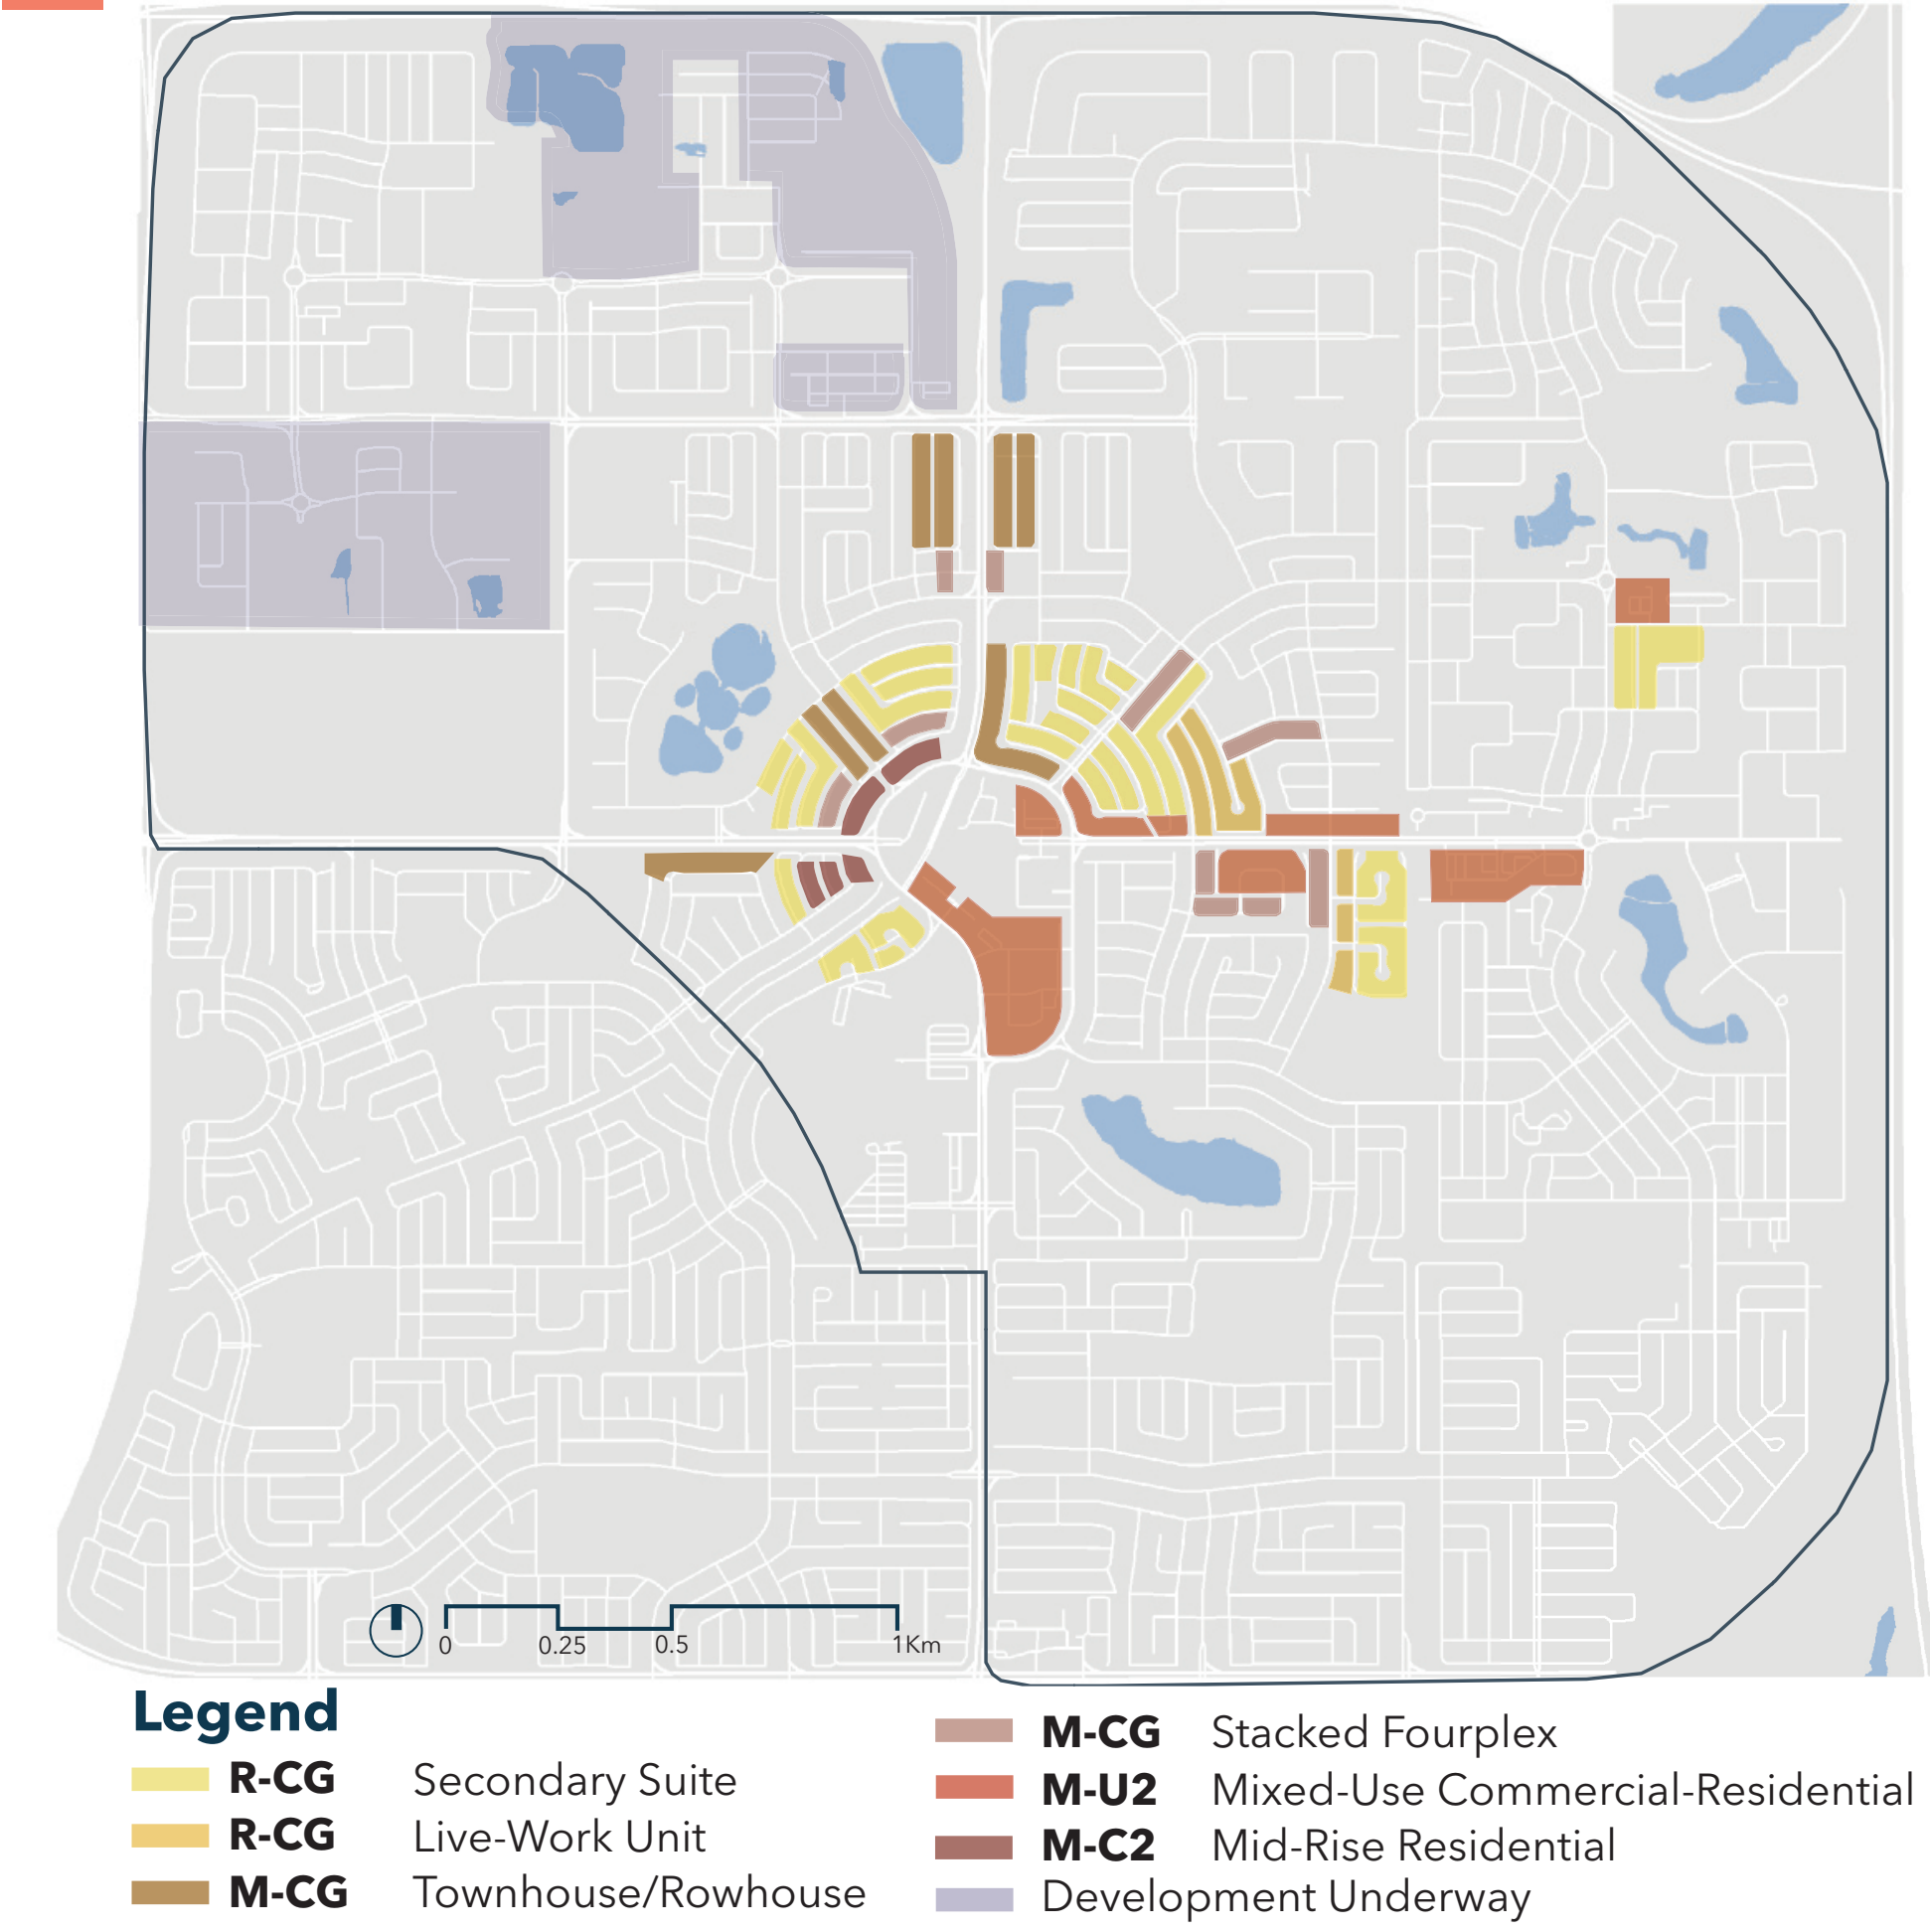 0 0.25 0.5 1Km
Legend
R-CG Secondary Suite
R-CG Live-Work Unit
M-CG Townhouse/Rowhouse
M-CG Stacked Fourplex
M-U2 Mixed-Use Commercial-Residential
M-C2 Mid-Rise Residential
Development Underway